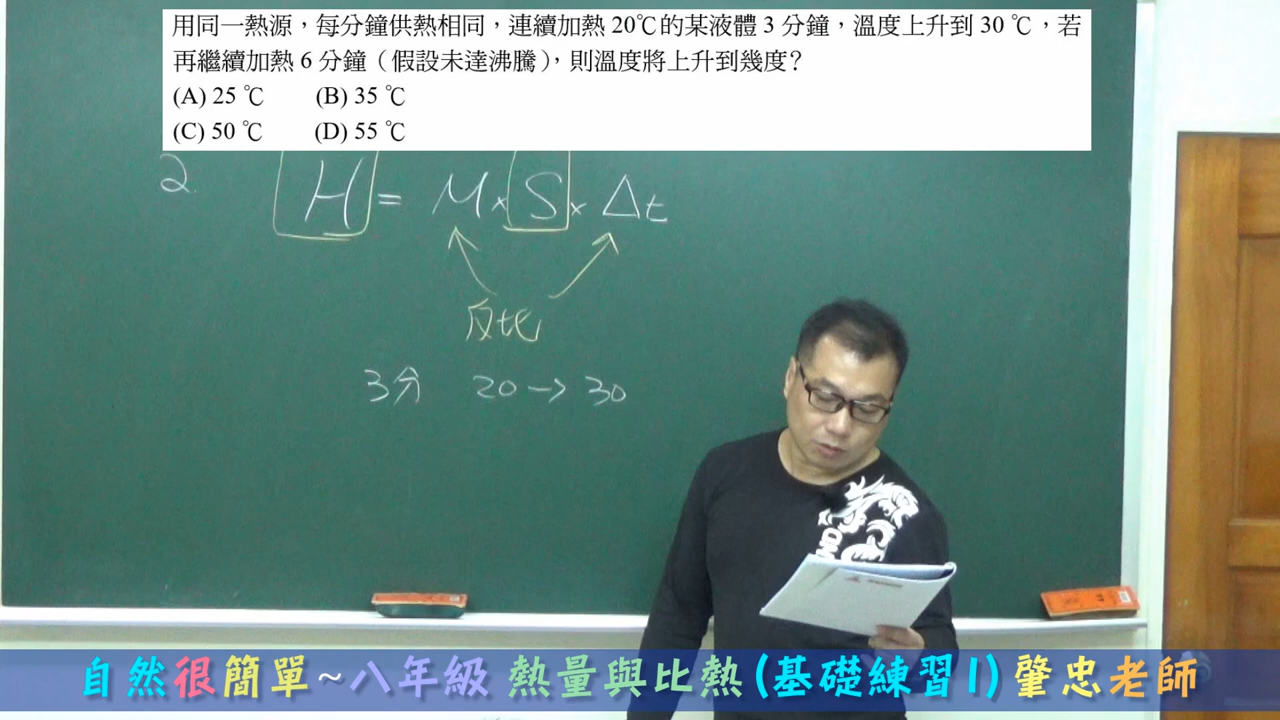 用同一熱源，每分鐘供熱相同，連續加熱 20℃的某液體 3 分鐘，溫度上升到 30 ℃，若
再繼續加熱 6 分鐘（假設未達沸騰），則溫度將上升到幾度？
(A) 25 ℃ (B) 35 ℃
(C) 50 ℃ (D) 55 ℃
2. H = M × S × Δt
反比
3分 20 → 30
自然很簡單~八年級 熱量與比熱(基礎練習1)肇忠老師